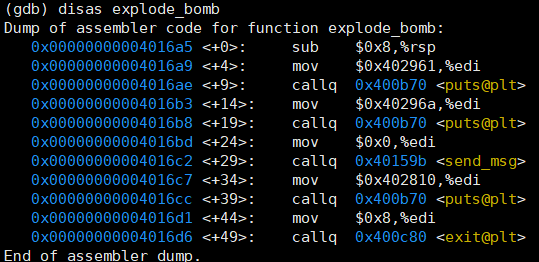 (gdb) disas explode_bomb
Dump of assembler code for function explode_bomb:
   0x00000000004016a5 <+0>:     sub    $0x8,%rsp
   0x00000000004016a9 <+4>:     mov    $0x402961,%edi
   0x00000000004016ae <+9>:     callq  0x400b70 <puts@plt>
   0x00000000004016b3 <+14>:    mov    $0x40296a,%edi
   0x00000000004016b8 <+19>:    callq  0x400b70 <puts@plt>
   0x00000000004016bd <+24>:    mov    $0x0,%edi
   0x00000000004016c2 <+29>:    callq  0x40159b <send_msg>
   0x00000000004016c7 <+34>:    mov    $0x402810,%edi
   0x00000000004016cc <+39>:    callq  0x400b70 <puts@plt>
   0x00000000004016d1 <+44>:    mov    $0x8,%edi
   0x00000000004016d6 <+49>:    callq  0x400c80 <exit@plt>
End of assembler dump.